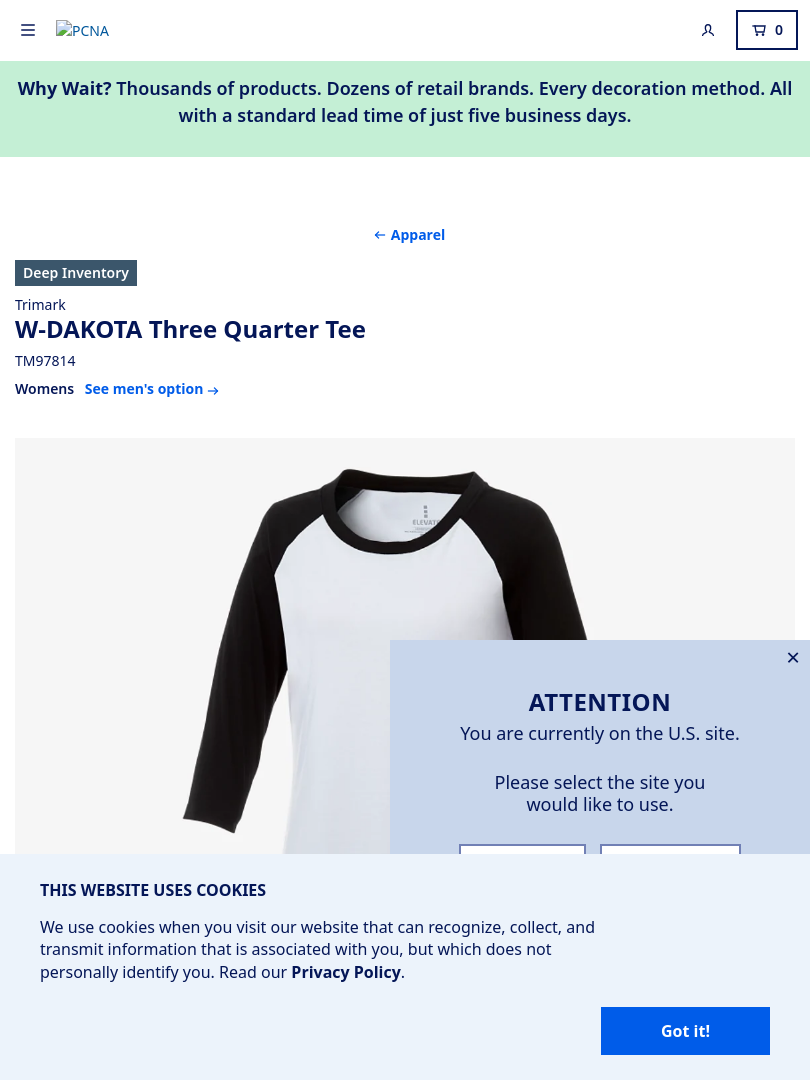 PCNA
0
Why Wait? Thousands of products. Dozens of retail brands. Every decoration method. All
with a standard lead time of just five business days.
← Apparel
Deep Inventory
Trimark
W-DAKOTA Three Quarter Tee
TM97814
Womens See men's option →
ATTENTION
You are currently on the U.S. site.
Please select the site you
would like to use.
THIS WEBSITE USES COOKIES
We use cookies when you visit our website that can recognize, collect, and
transmit information that is associated with you, but which does not
personally identify you. Read our Privacy Policy.
Got it!